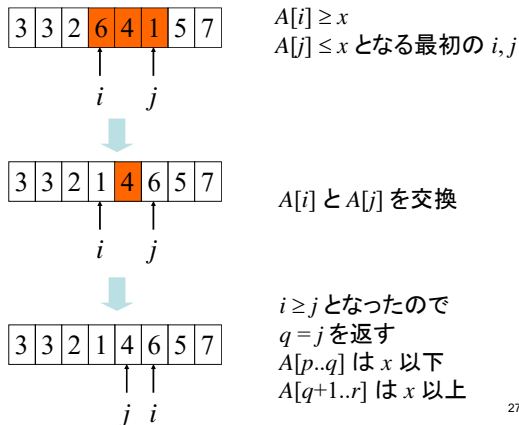 3 3 2 6 4 1 5 7
i j
A[i] ≥ x
A[j] ≤ x となる最初の i, j
3 3 2 1 4 6 5 7
i j
A[i] と A[j] を交換
3 3 2 1 4 6 5 7
j i
i ≥ j となったので
q = j を返す
A[p..q] は x 以下
A[q+1..r] は x 以上
27